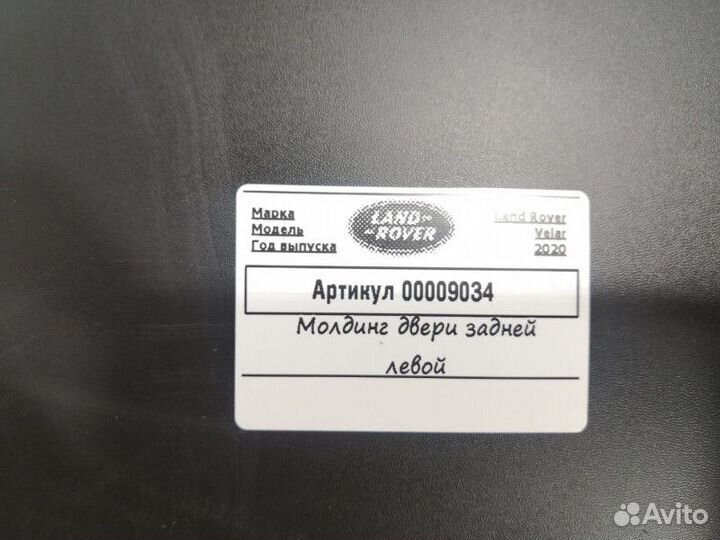 Марка Land Rover
Модель Velar
Год выпуска 2020
LAND
ROVER
Артикул 00009034
Молдинг двери задней
левой
Avito